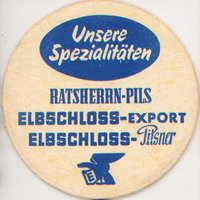 Unsere
Spezialitäten
RATSHERRN-PILS
ELBSCHLOSS-EXPORT
ELBSCHLOSS-Pilsner
E